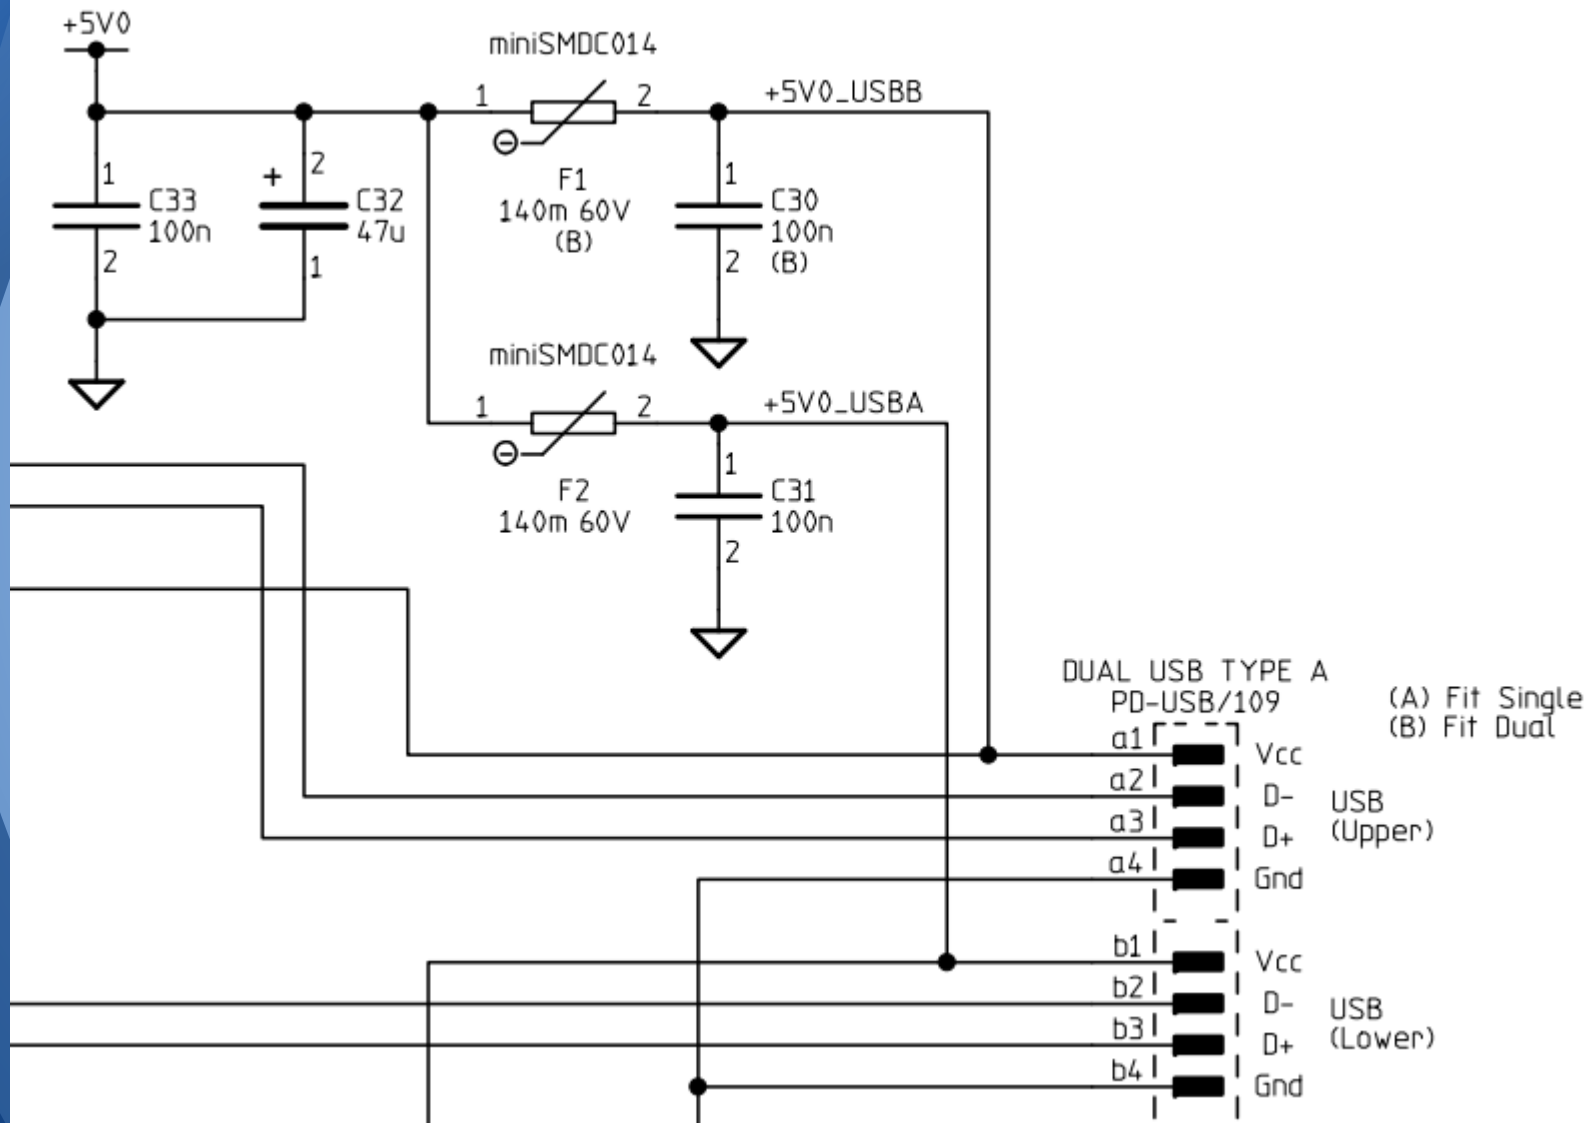 +5V0
miniSMDC014
1
2
+5V0_USBB
F1
140m 60V
(B)
1
C33
100n
2
+
2
C32
47u
1
1
C30
100n
(B)
2
miniSMDC014
1
2
+5V0_USBA
F2
140m 60V
1
C31
100n
2
DUAL USB TYPE A
PD-USB/109
(A) Fit Single
(B) Fit Dual
a1
Vcc
a2
D-
a3
D+
a4
Gnd
USB
(Upper)
b1
Vcc
b2
D-
b3
D+
b4
Gnd
USB
(Lower)